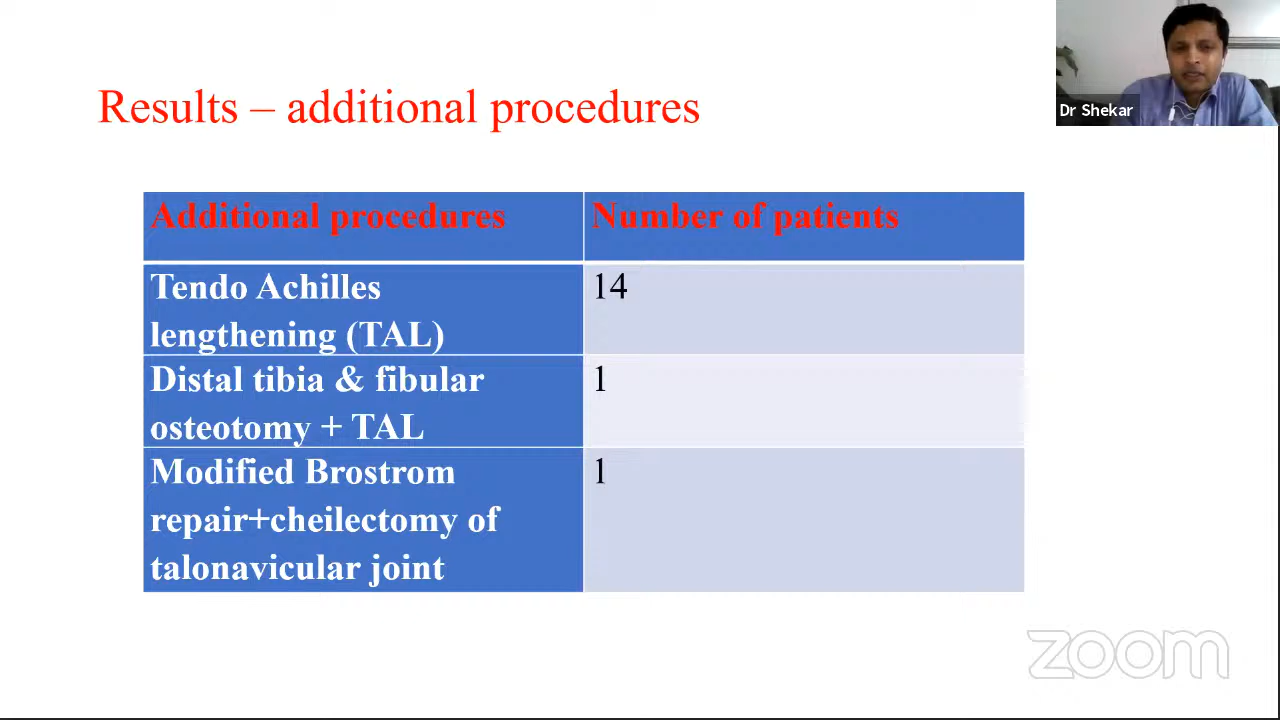 Results – additional procedures
Dr Shekar
Additional procedures
Number of patients
Tendo Achilles
lengthening (TAL)
14
Distal tibia & fibular
osteotomy + TAL
1
Modified Brostrom
repair+cheilectomy of
talonavicular joint
1
zoom